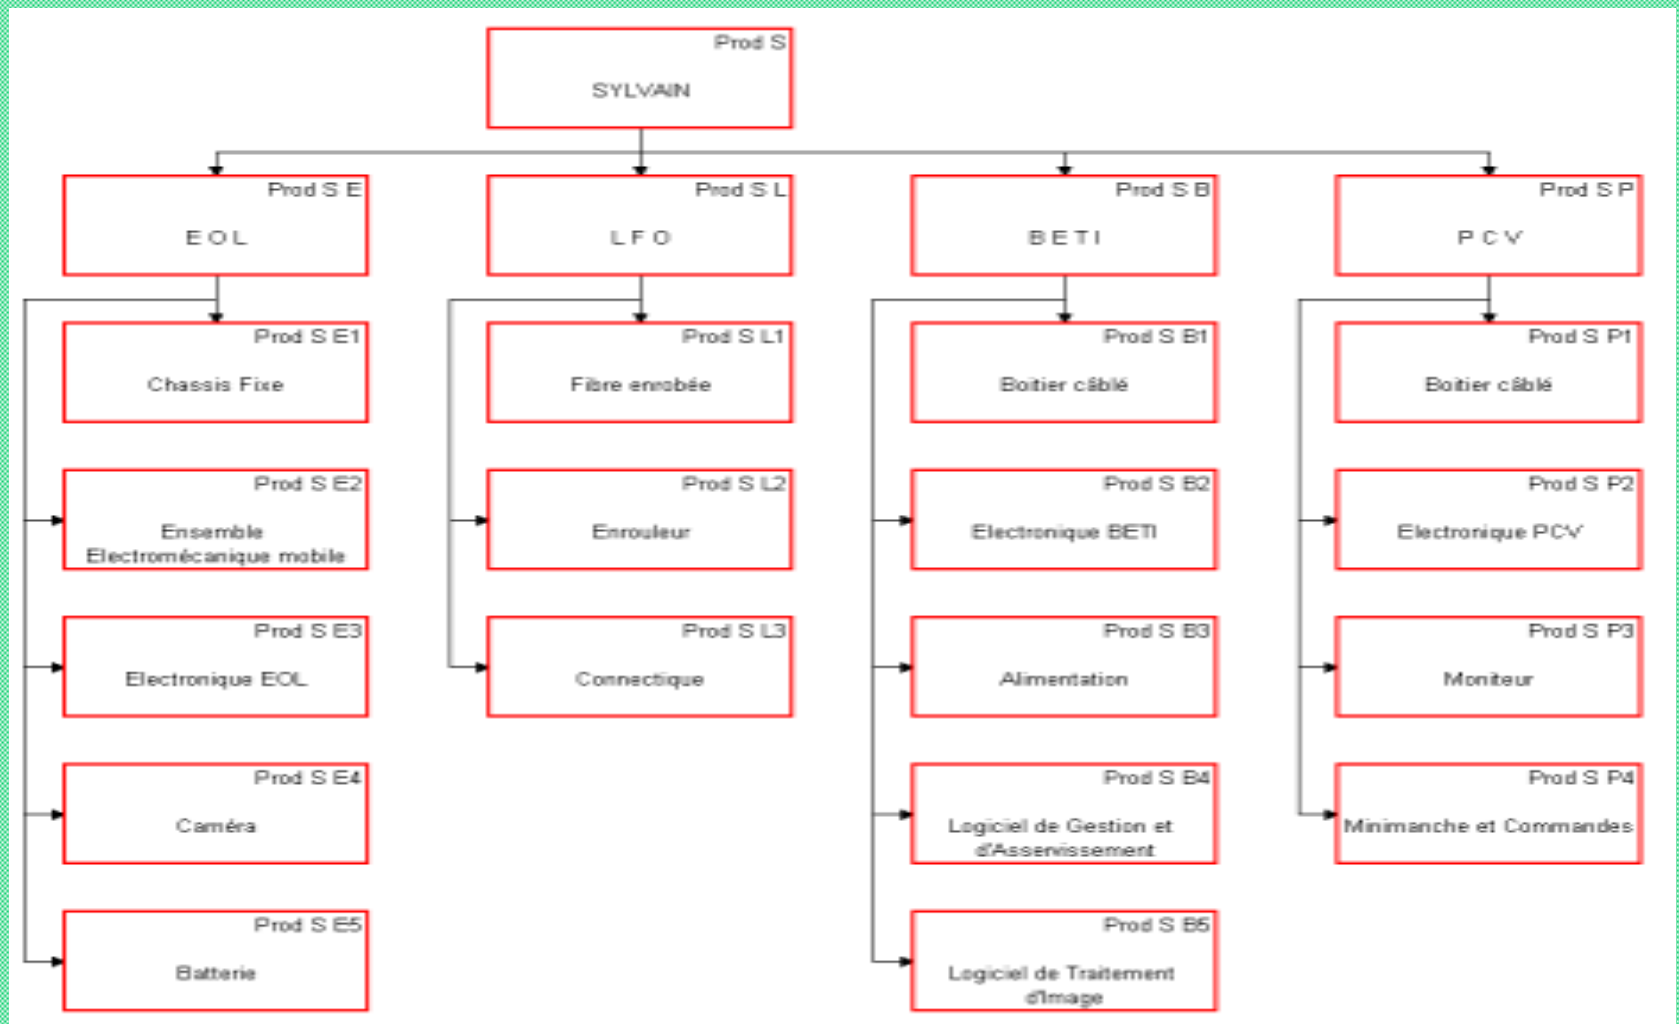 Prod S
SYLVAIN
Prod S E
E O L
Prod S L
L F O
Prod S B
B E T I
Prod S P
P C V
Prod S E1
Chassis Fixe
Prod S L1
Fibre enrobée
Prod S B1
Boitier câblé
Prod S P1
Boitier câblé
Prod S E2
Ensemble
Electromécanique mobile
Prod S L2
Enrouleur
Prod S B2
Electronique BETI
Prod S P2
Electronique PCV
Prod S E3
Electronique EOL
Prod S L3
Connectique
Prod S B3
Alimentation
Prod S P3
Moniteur
Prod S E4
Caméra
Prod S B4
Logiciel de Gestion et
d'Asservissement
Prod S P4
Minimanche et Commandes
Prod S E5
Batterie
Prod S B5
Logiciel de Traitement
d'Image